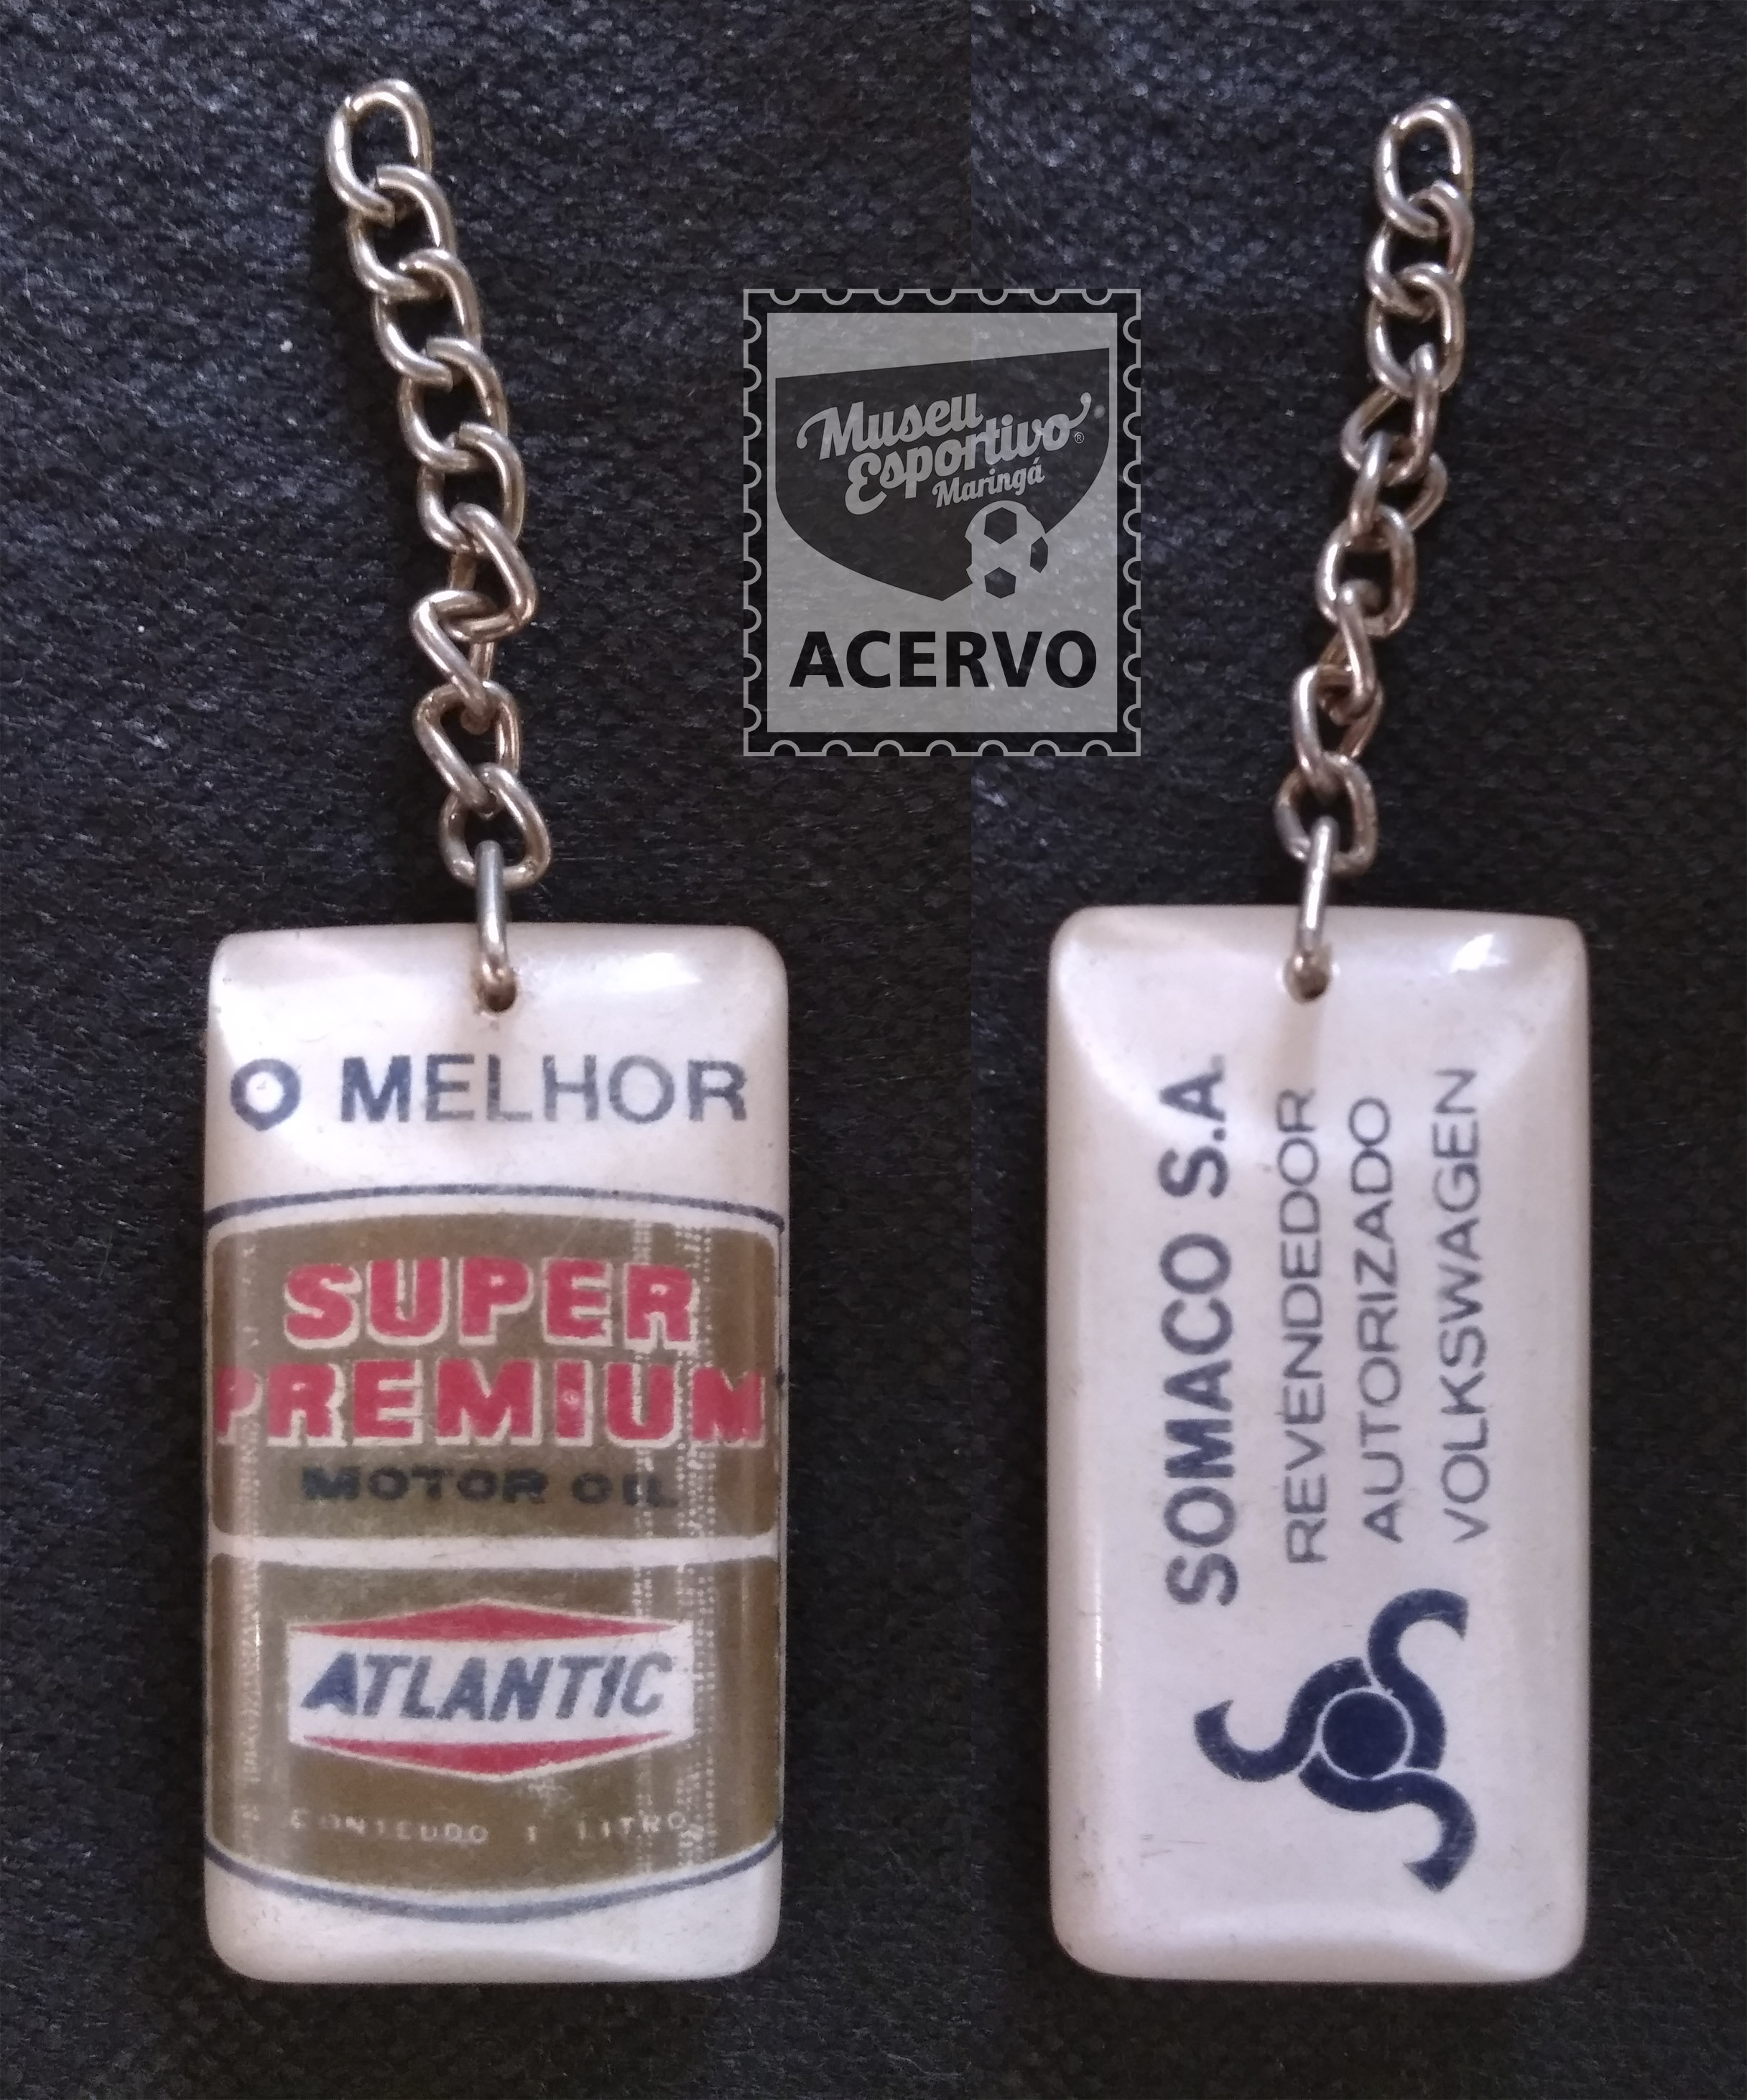 Museu
Esportivo®
Maringá
ACERVO
O MELHOR
SUPER
PREMIUM
MOTOR OIL
ATLANTIC
CONTEUDO 1 LITRO
SOMACO S.A.
REVENDEDOR
AUTORIZADO
VOLKSWAGEN